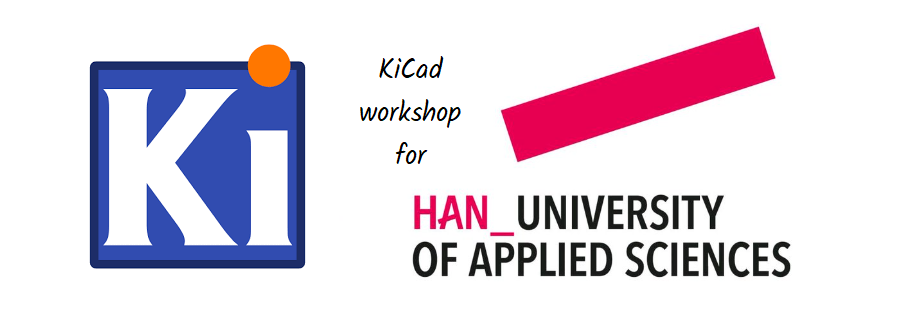 Ki
KiCad
workshop
for
HAN_UNIVERSITY
OF APPLIED SCIENCES